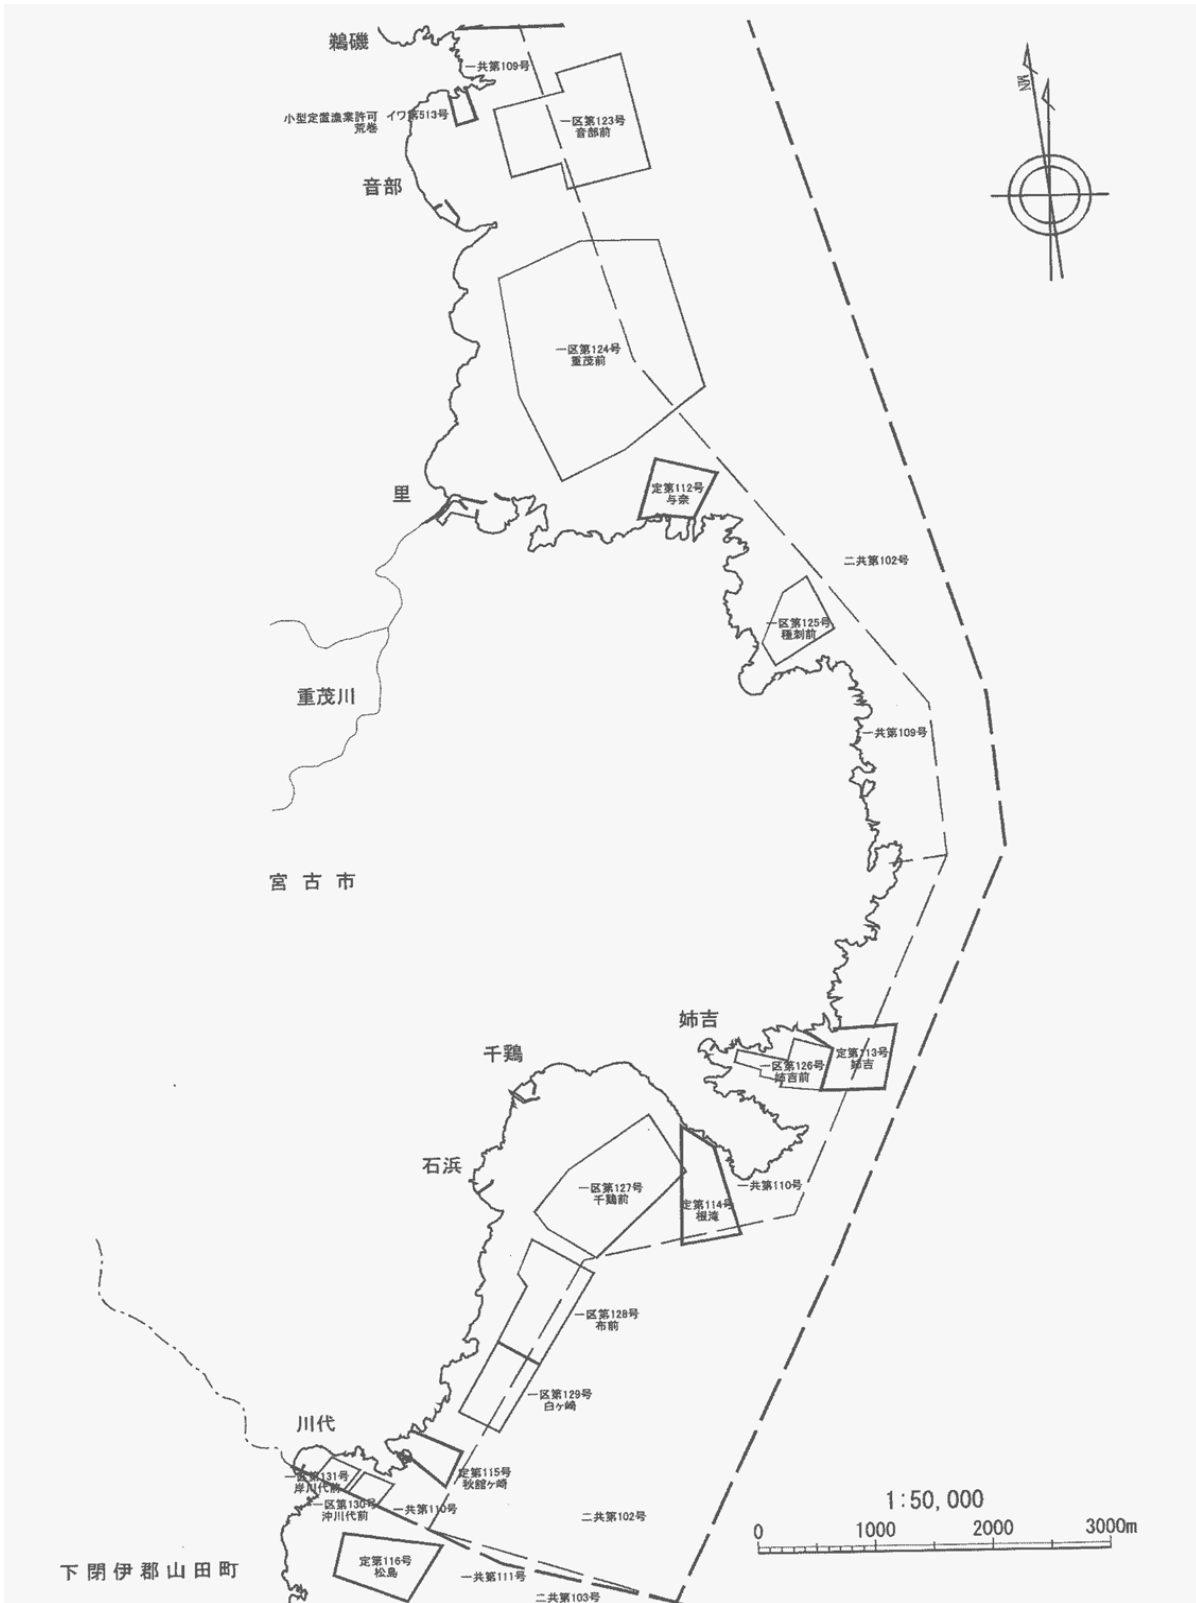 鵜磯
一共第109号
小型定置漁業許可 イワ第513号
荒巻
一区第123号
音部前
MN
音部
一区第124号
重茂前
里
定第112号
与奈
二共第102号
一区第125号
種刺前
重茂川
一共第109号
宮古市
姉吉
千鶏
定第113号
姉吉
一区第126号
姉吉前
石浜
一区第127号
千鶏前
一共第110号
定第114号
根滝
一区第128号
布前
一区第129号
白ヶ崎
川代
一区第131号
岸川代前
定第115号
秋館ヶ崎
一区第130号
沖川代前
一共第110号
二共第102号
1:50,000
0 1000 2000 3000m
定第116号
松島
下閉伊郡山田町
一共第111号
二共第103号